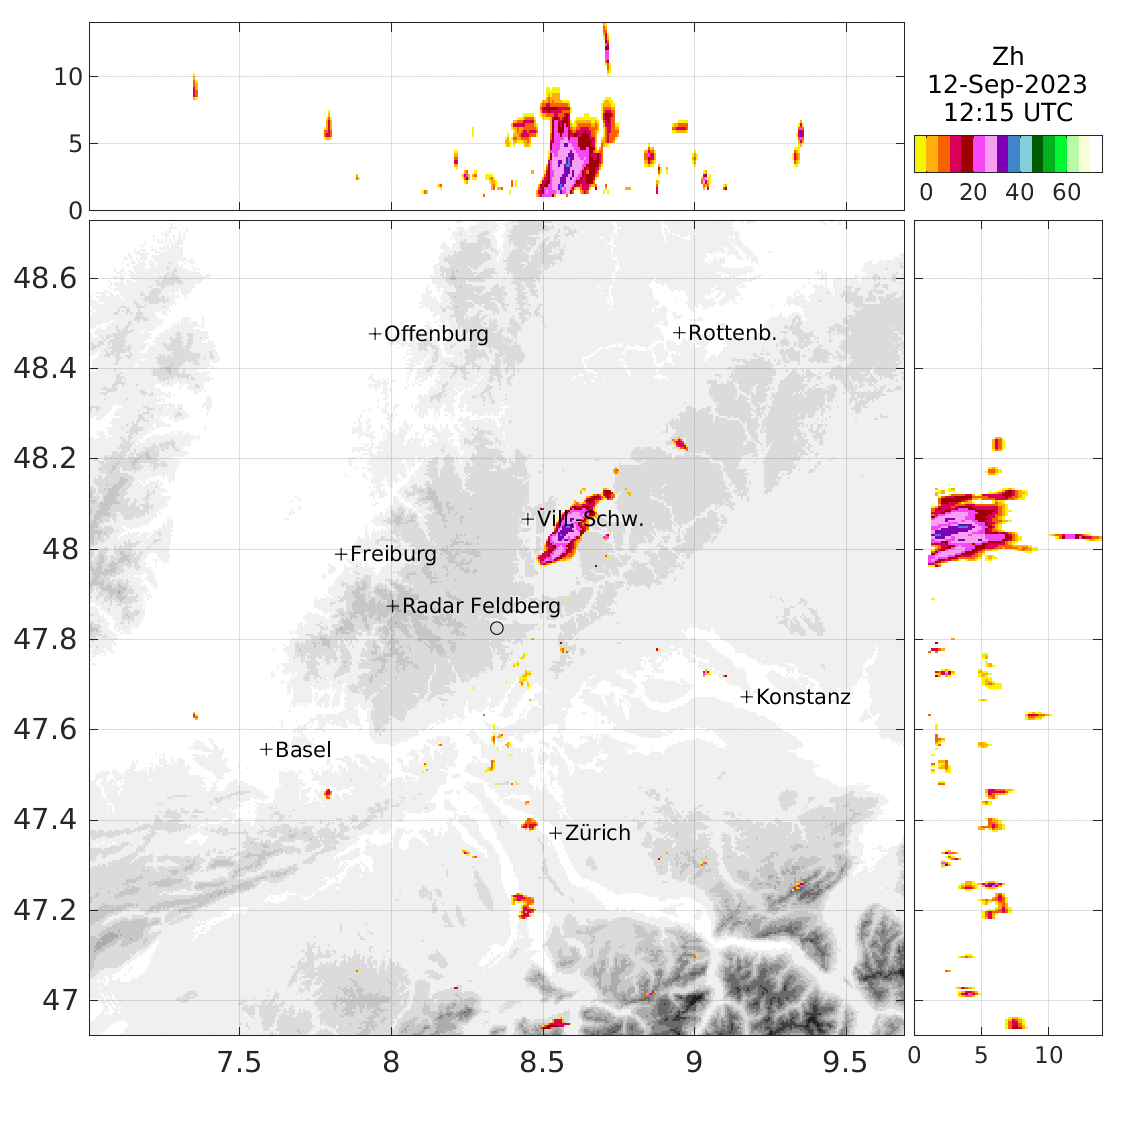 Zh
12-Sep-2023
12:15 UTC
0 20 40 60
10
5
0
48.6
48.4
48.2
48
47.8
47.6
47.4
47.2
47
Offenburg
Rottenb.
Vill.-Schw.
Freiburg
Radar Feldberg
Konstanz
Basel
Zürich
7.5 8 8.5 9 9.5
0 5 10